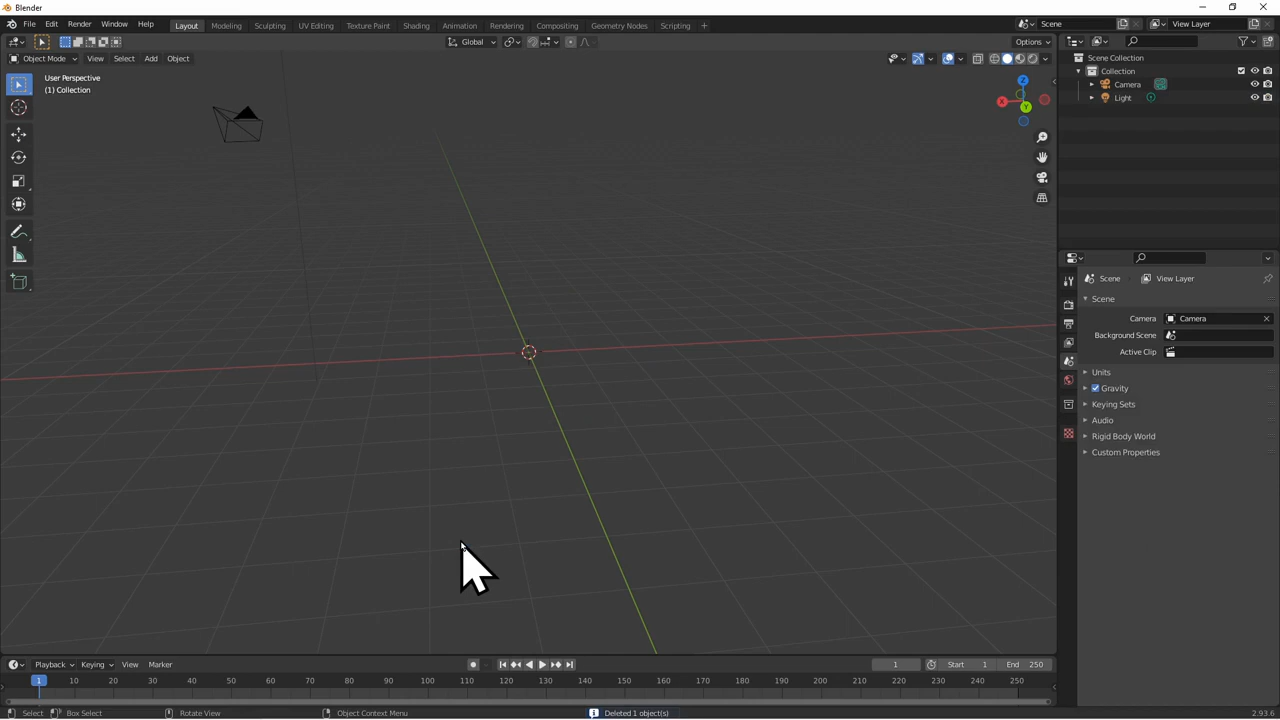 Blender
File Edit Render Window Help Layout Modeling Sculpting UV Editing Texture Paint Shading Animation Rendering Compositing Geometry Nodes Scripting + Scene View Layer
Global Options
Object Mode View Select Add Object
User Perspective
(1) Collection
X Y Z
Scene Collection
Collection
Camera
Light
Scene View Layer
Scene
Camera Camera
Background Scene
Active Clip
Units
Gravity
Keying Sets
Audio
Rigid Body World
Custom Properties
Playback Keying View Marker 1 Start 1 End 250
1 10 20 30 40 50 60 70 80 90 100 110 120 130 140 150 160 170 180 190 200 210 220 230 240 250
Select Box Select Rotate View Object Context Menu Deleted 1 object(s) 2.93.6